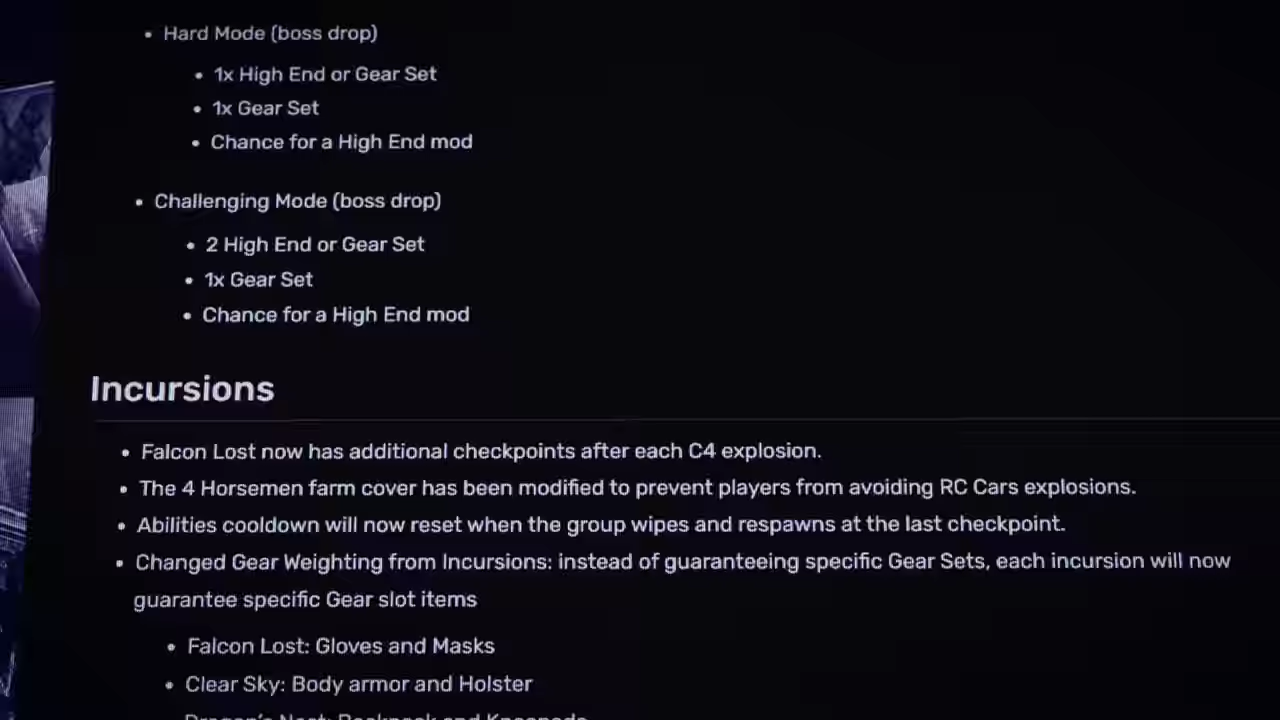 • Hard Mode (boss drop)
• 1x High End or Gear Set
• 1x Gear Set
• Chance for a High End mod
• Challenging Mode (boss drop)
• 2 High End or Gear Set
• 1x Gear Set
• Chance for a High End mod
Incursions
• Falcon Lost now has additional checkpoints after each C4 explosion.
• The 4 Horsemen farm cover has been modified to prevent players from avoiding RC Cars explosions.
• Abilities cooldown will now reset when the group wipes and respawns at the last checkpoint.
• Changed Gear Weighting from Incursions: instead of guaranteeing specific Gear Sets, each incursion will now
guarantee specific Gear slot items
• Falcon Lost: Gloves and Masks
• Clear Sky: Body armor and Holster